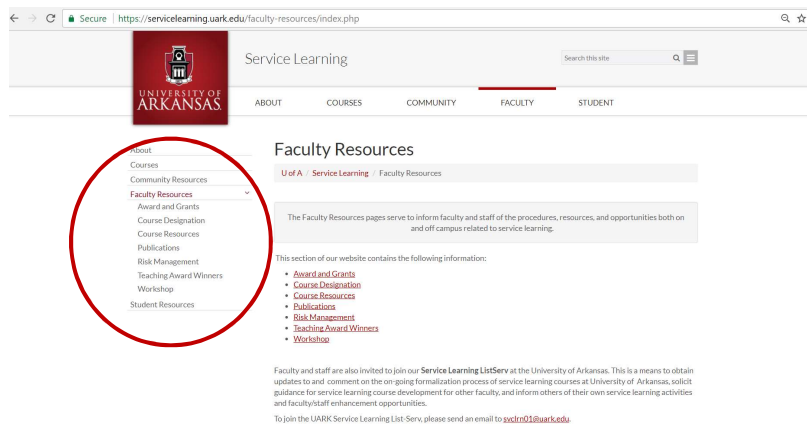 Secure | https://servicelearning.uark.edu/faculty-resources/index.php
UNIVERSITY OF
ARKANSAS
Service Learning
Search this site
ABOUT COURSES COMMUNITY FACULTY STUDENT
About
Courses
Community Resources
Faculty Resources
Award and Grants
Course Designation
Course Resources
Publications
Risk Management
Teaching Award Winners
Workshop
Student Resources
Faculty Resources
U of A / Service Learning / Faculty Resources
The Faculty Resources pages serve to inform faculty and staff of the procedures, resources, and opportunities both on
and off campus related to service learning.
This section of our website contains the following information:
• Award and Grants
• Course Designation
• Course Resources
• Publications
• Risk Management
• Teaching Award Winners
• Workshop
Faculty and staff are also invited to join our Service Learning ListServ at the University of Arkansas. This is a means to obtain
updates to and comment on the on-going formalization process of service learning courses at University of Arkansas, solicit
guidance for service learning course development for other faculty, and inform others of their own service learning activities
and faculty/staff enhancement opportunities.
To join the UARK Service Learning List-Serv, please send an email to svclrn01@uark.edu.